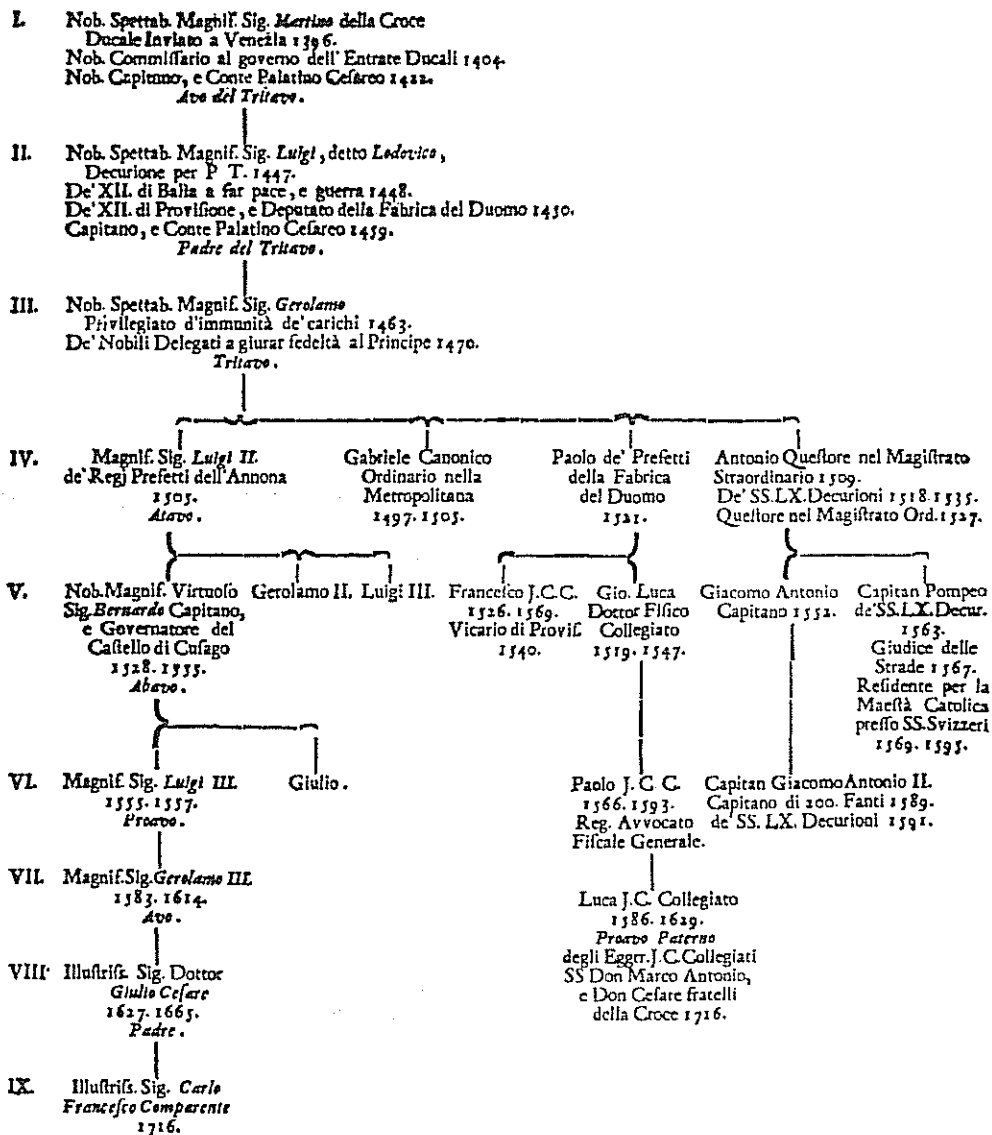 I. Nob. Spettab. Magnif. Sig. Martino della Croce
Ducale Inviato a Venezia 1396.
Nob. Commissario al governo dell' Entrate Ducali 1404.
Nob. Capitano, e Conte Palatino Cesareo 1422.
Avo del Tritavo.
II. Nob. Spettab. Magnif. Sig. Luigi, detto Lodovico,
Decurione per P T. 1447.
De' XII. di Balia a far pace, e guerra 1448.
De' XII. di Provisione, e Deputato della Fabrica del Duomo 1450.
Capitano, e Conte Palatino Cesareo 1459.
Padre del Tritavo.
III. Nob. Spettab. Magnif. Sig. Gerolamo
Privilegiato d'immunità de' carichi 1463.
De' Nobili Delegati a giurar fedeltà al Principe 1470.
Tritavo.
IV. Magnif. Sig. Luigi II.
de' Regj Prefetti dell'Annona
1505.
Atavo.
Gabriele Canonico
Ordinario nella
Metropolitana
1497. 1505.
Paolo de' Prefetti
della Fabrica
del Duomo
1521.
Antonio Questore nel Magistrato
Straordinario 1509.
De' SS. LX. Decurioni 1518. 1535.
Questore nel Magistrato Ord. 1527.
V. Nob. Magnif. Virtuoso
Sig. Bernardo Capitano,
e Governatore del
Castello di Cusago
1528. 1555.
Abavo.
Gerolamo II.
Luigi III.
Francesco J.C.C.
1526. 1569.
Vicario di Provis.
1540.
Gio. Luca
Dottor Fisico
Collegiato
1519. 1547.
Giacomo Antonio
Capitano 1552.
Capitan Pompeo
de' SS. LX. Decur.
1563.
Giudice delle
Strade 1567.
Residente per la
Maestà Catolica
presso SS. Svizzeri
1569. 1595.
VI. Magnif. Sig. Luigi III.
1555. 1557.
Proavo.
Giulio.
Paolo J. C. C.
1566. 1593.
Reg. Avvocato
Fiscale Generale.
Capitan Giacomo Antonio II.
Capitano di 200. Fanti 1589.
de' SS. LX. Decurioni 1591.
VII. Magnif. Sig. Gerolamo III.
1583. 1614.
Avo.
Luca J.C. Collegiato
1586. 1629.
Proavo Paterno
degli Eggrr. J.C. Collegiati
SS Don Marco Antonio,
e Don Cesare fratelli
della Croce 1716.
VIII. Illustriss. Sig. Dottor
Giulio Cesare
1627. 1665.
Padre.
IX. Illustriss. Sig. Carlo
Francesco Comparente
1716.